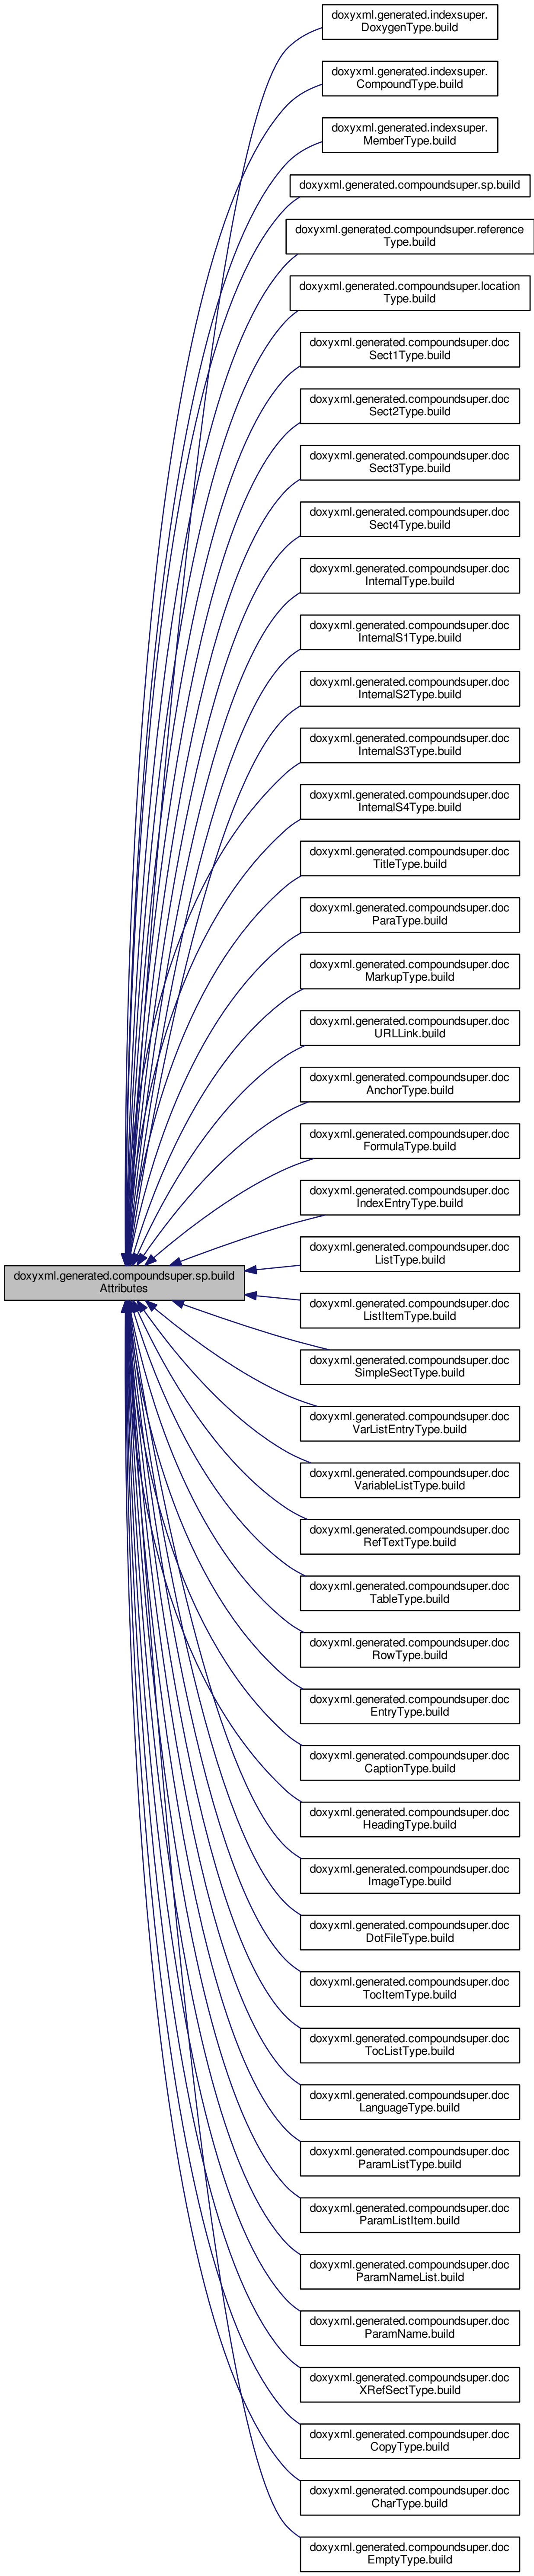 doxyxml.generated.indexsuper.
DoxygenType.build
doxyxml.generated.indexsuper.
CompoundType.build
doxyxml.generated.indexsuper.
MemberType.build
doxyxml.generated.compoundsuper.sp.build
doxyxml.generated.compoundsuper.reference
Type.build
doxyxml.generated.compoundsuper.location
Type.build
doxyxml.generated.compoundsuper.doc
Sect1Type.build
doxyxml.generated.compoundsuper.doc
Sect2Type.build
doxyxml.generated.compoundsuper.doc
Sect3Type.build
doxyxml.generated.compoundsuper.doc
Sect4Type.build
doxyxml.generated.compoundsuper.doc
InternalType.build
doxyxml.generated.compoundsuper.doc
InternalS1Type.build
doxyxml.generated.compoundsuper.doc
InternalS2Type.build
doxyxml.generated.compoundsuper.doc
InternalS3Type.build
doxyxml.generated.compoundsuper.doc
InternalS4Type.build
doxyxml.generated.compoundsuper.doc
TitleType.build
doxyxml.generated.compoundsuper.doc
ParaType.build
doxyxml.generated.compoundsuper.doc
MarkupType.build
doxyxml.generated.compoundsuper.doc
URLLink.build
doxyxml.generated.compoundsuper.doc
AnchorType.build
doxyxml.generated.compoundsuper.doc
FormulaType.build
doxyxml.generated.compoundsuper.doc
IndexEntryType.build
doxyxml.generated.compoundsuper.doc
ListType.build
doxyxml.generated.compoundsuper.sp.build
Attributes
doxyxml.generated.compoundsuper.doc
ListItemType.build
doxyxml.generated.compoundsuper.doc
SimpleSectType.build
doxyxml.generated.compoundsuper.doc
VarListEntryType.build
doxyxml.generated.compoundsuper.doc
VariableListType.build
doxyxml.generated.compoundsuper.doc
RefTextType.build
doxyxml.generated.compoundsuper.doc
TableType.build
doxyxml.generated.compoundsuper.doc
RowType.build
doxyxml.generated.compoundsuper.doc
EntryType.build
doxyxml.generated.compoundsuper.doc
CaptionType.build
doxyxml.generated.compoundsuper.doc
HeadingType.build
doxyxml.generated.compoundsuper.doc
ImageType.build
doxyxml.generated.compoundsuper.doc
DotFileType.build
doxyxml.generated.compoundsuper.doc
TocItemType.build
doxyxml.generated.compoundsuper.doc
TocListType.build
doxyxml.generated.compoundsuper.doc
LanguageType.build
doxyxml.generated.compoundsuper.doc
ParamListType.build
doxyxml.generated.compoundsuper.doc
ParamListItem.build
doxyxml.generated.compoundsuper.doc
ParamNameList.build
doxyxml.generated.compoundsuper.doc
ParamName.build
doxyxml.generated.compoundsuper.doc
XRefSectType.build
doxyxml.generated.compoundsuper.doc
CopyType.build
doxyxml.generated.compoundsuper.doc
CharType.build
doxyxml.generated.compoundsuper.doc
EmptyType.build